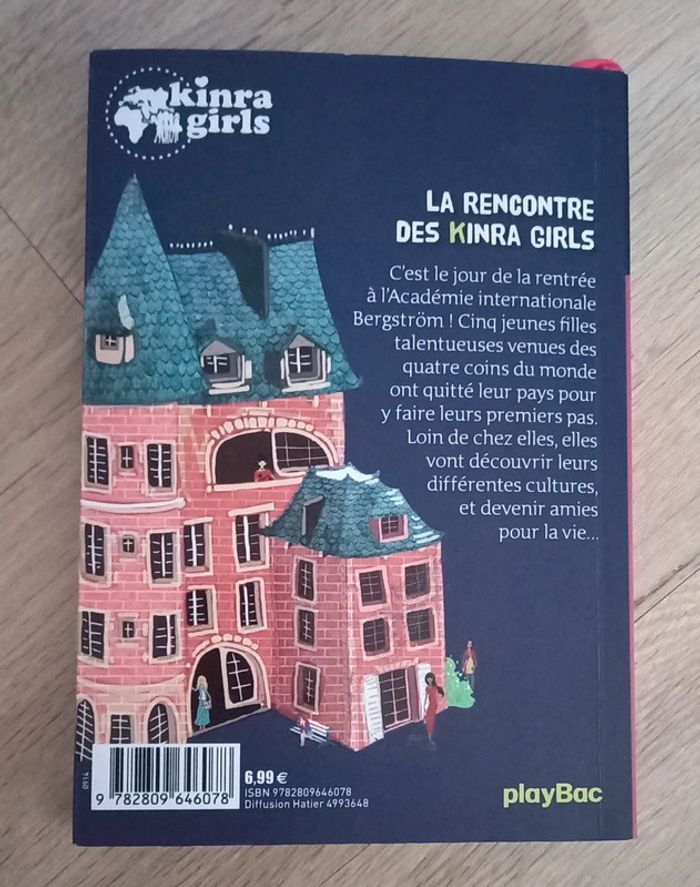 kinra
girls
LA RENCONTRE
DES KINRA GIRLS
C'est le jour de la rentrée
à l'Académie internationale
Bergström ! Cinq jeunes filles
talentueuses venues des
quatre coins du monde
ont quitté leur pays pour
y faire leurs premiers pas.
Loin de chez elles, elles
vont découvrir leurs
différentes cultures,
et devenir amies
pour la vie...
0914
9 782809 646078
6,99 €
ISBN 9782809646078
Diffusion Hatier 4993648
playBac